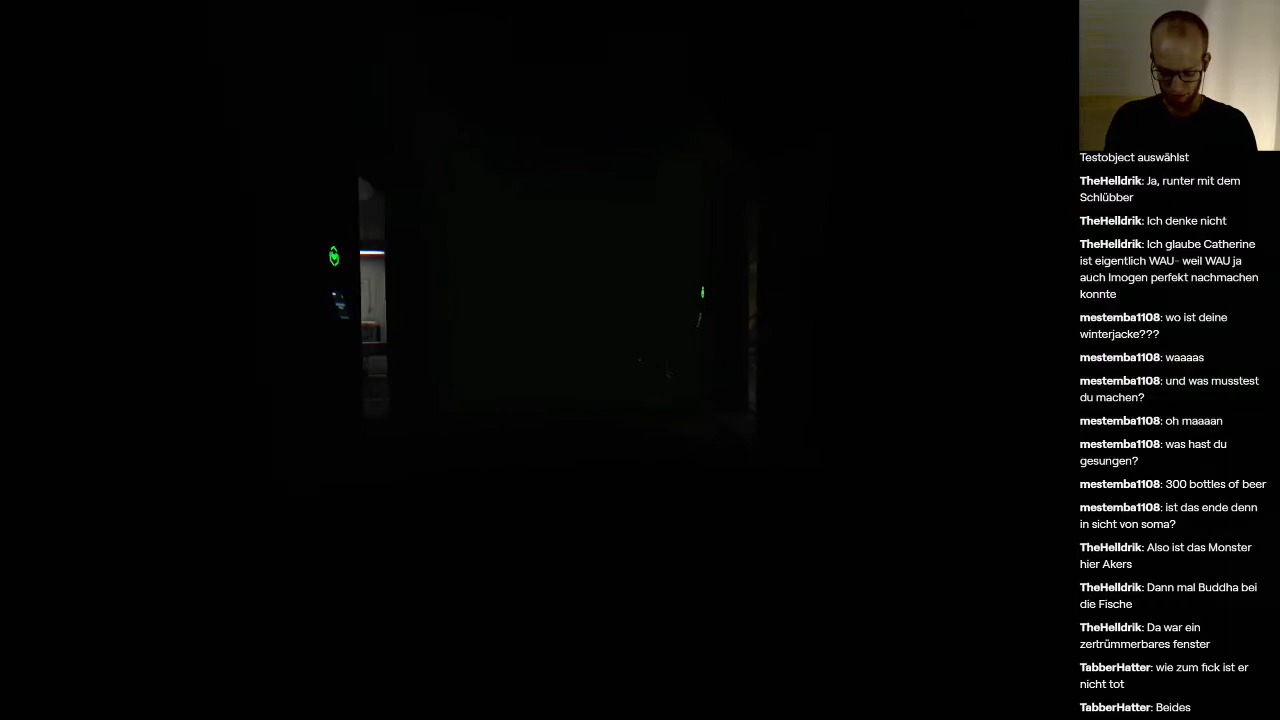 Testobject auswählst
TheHelldrik: Ja, runter mit dem
Schlübber
TheHelldrik: Ich denke nicht
TheHelldrik: Ich glaube Catherine
ist eigentlich WAU- weil WAU ja
auch Imogen perfekt nachmachen
konnte
mestemba1108: wo ist deine
winterjacke???
mestemba1108: waaaas
mestemba1108: und was musstest
du machen?
mestemba1108: oh maaaan
mestemba1108: was hast du
gesungen?
mestemba1108: 300 bottles of beer
mestemba1108: ist das ende denn
in sicht von soma?
TheHelldrik: Also ist das Monster
hier Akers
TheHelldrik: Dann mal Buddha bei
die Fische
TheHelldrik: Da war ein
zertrümmerbares fenster
TabberHatter: wie zum fick ist er
nicht tot
TabberHatter: Beides